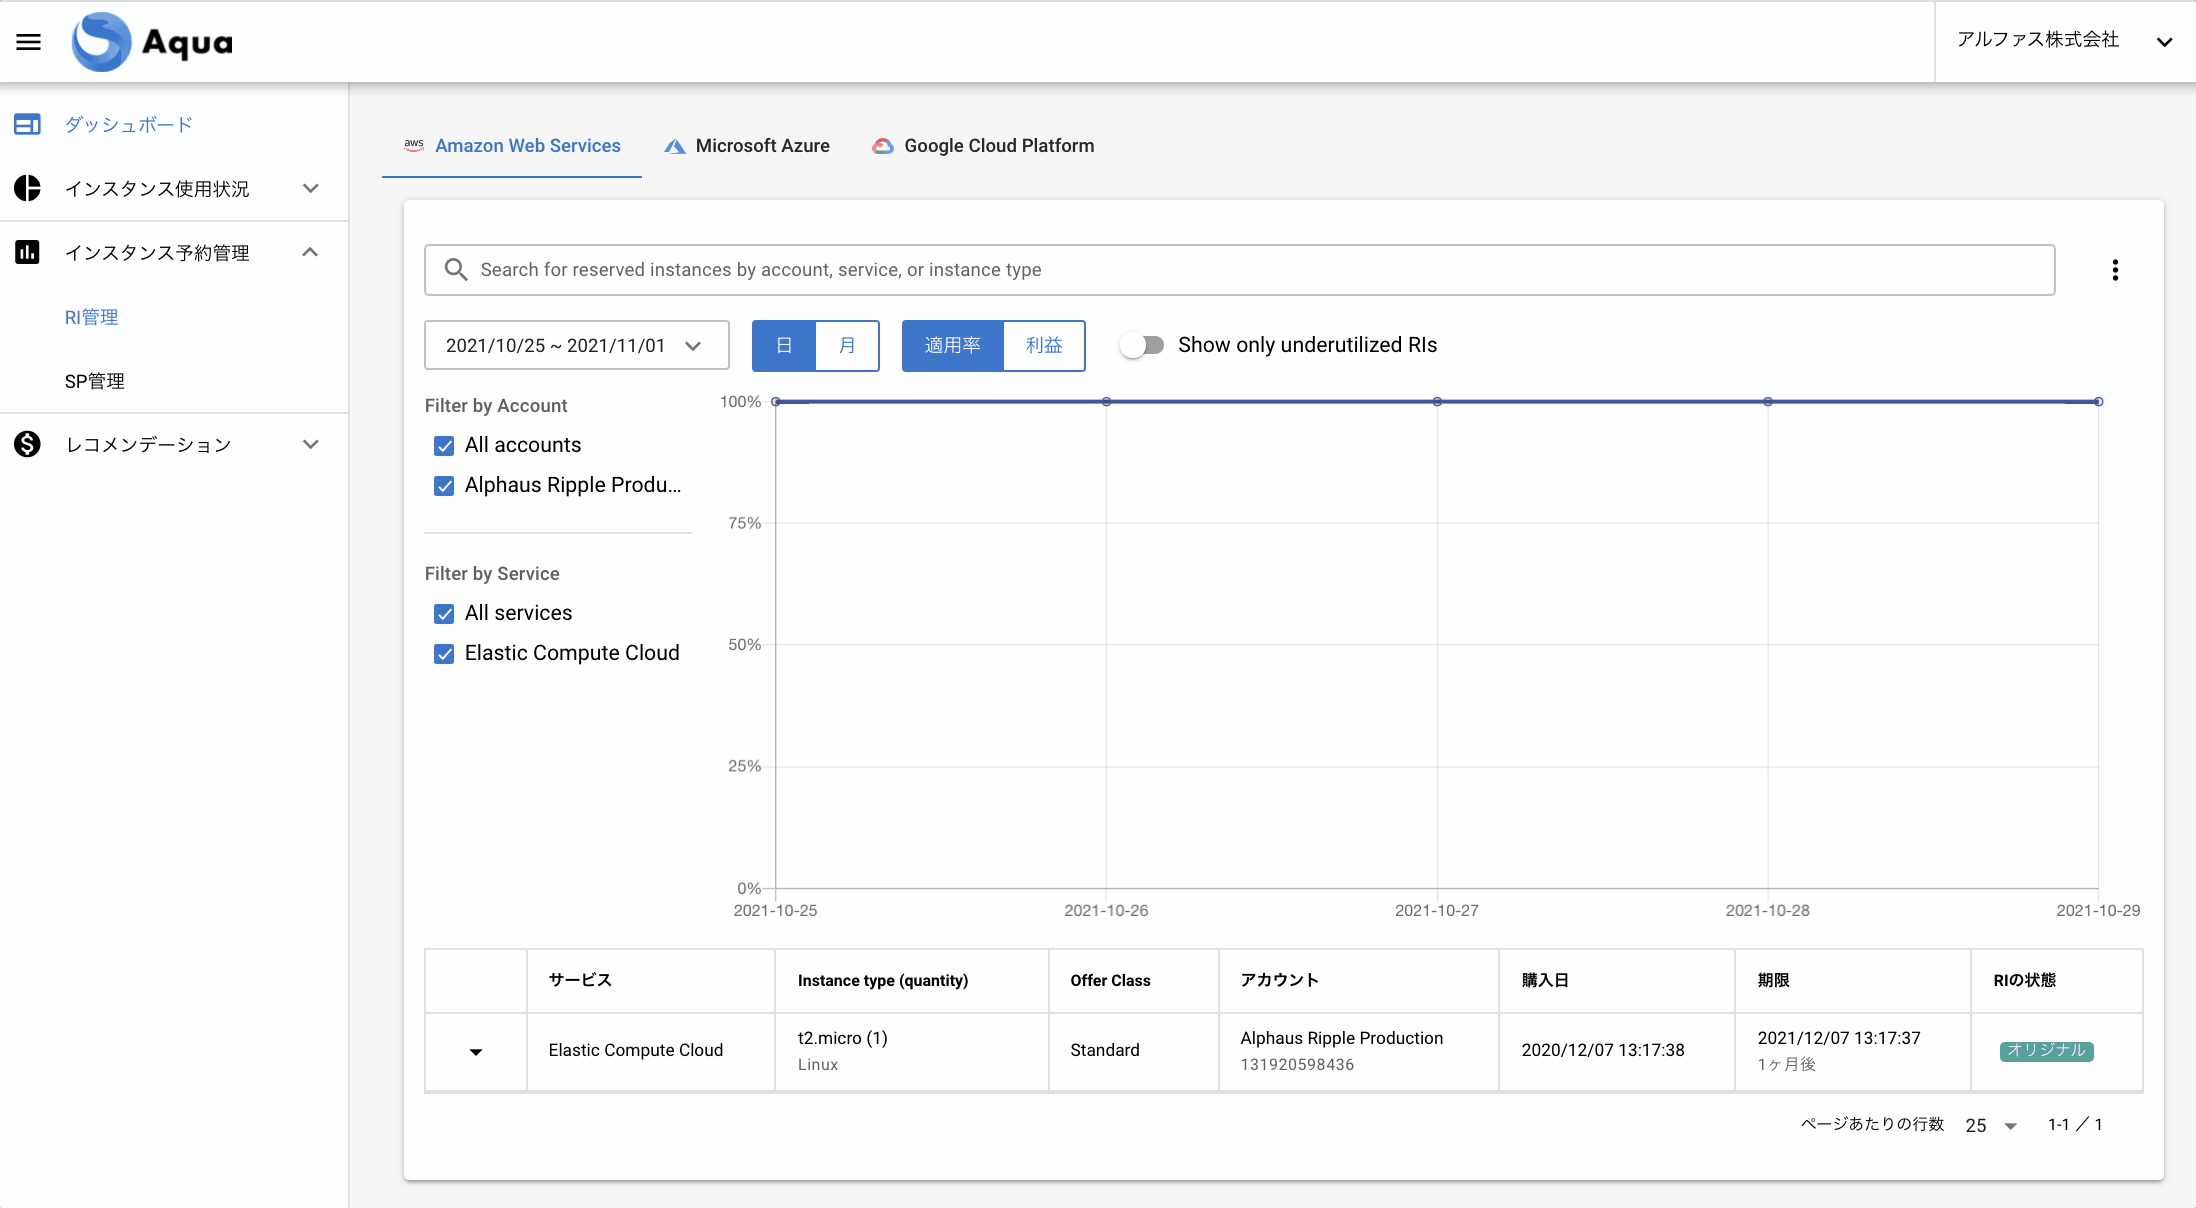 Aqua
アルファス株式会社
ダッシュボード
インスタンス使用状況
インスタンス予約管理
RI管理
SP管理
レコメンデーション
aws Amazon Web Services
Microsoft Azure
Google Cloud Platform
Search for reserved instances by account, service, or instance type
2021/10/25 ~ 2021/11/01
日 月
適用率 利益
Show only underutilized RIs
Filter by Account
All accounts
Alphaus Ripple Produ...
Filter by Service
All services
Elastic Compute Cloud
100%
75%
50%
25%
0%
2021-10-25 2021-10-26 2021-10-27 2021-10-28 2021-10-29
サービス Instance type (quantity) Offer Class アカウント 購入日 期限 RIの状態
Elastic Compute Cloud t2.micro (1) Standard Alphaus Ripple Production 2020/12/07 13:17:38 2021/12/07 13:17:37 オリジナル
Linux 131920598436 1ヶ月後
ページあたりの行数 25 1-1 ／ 1